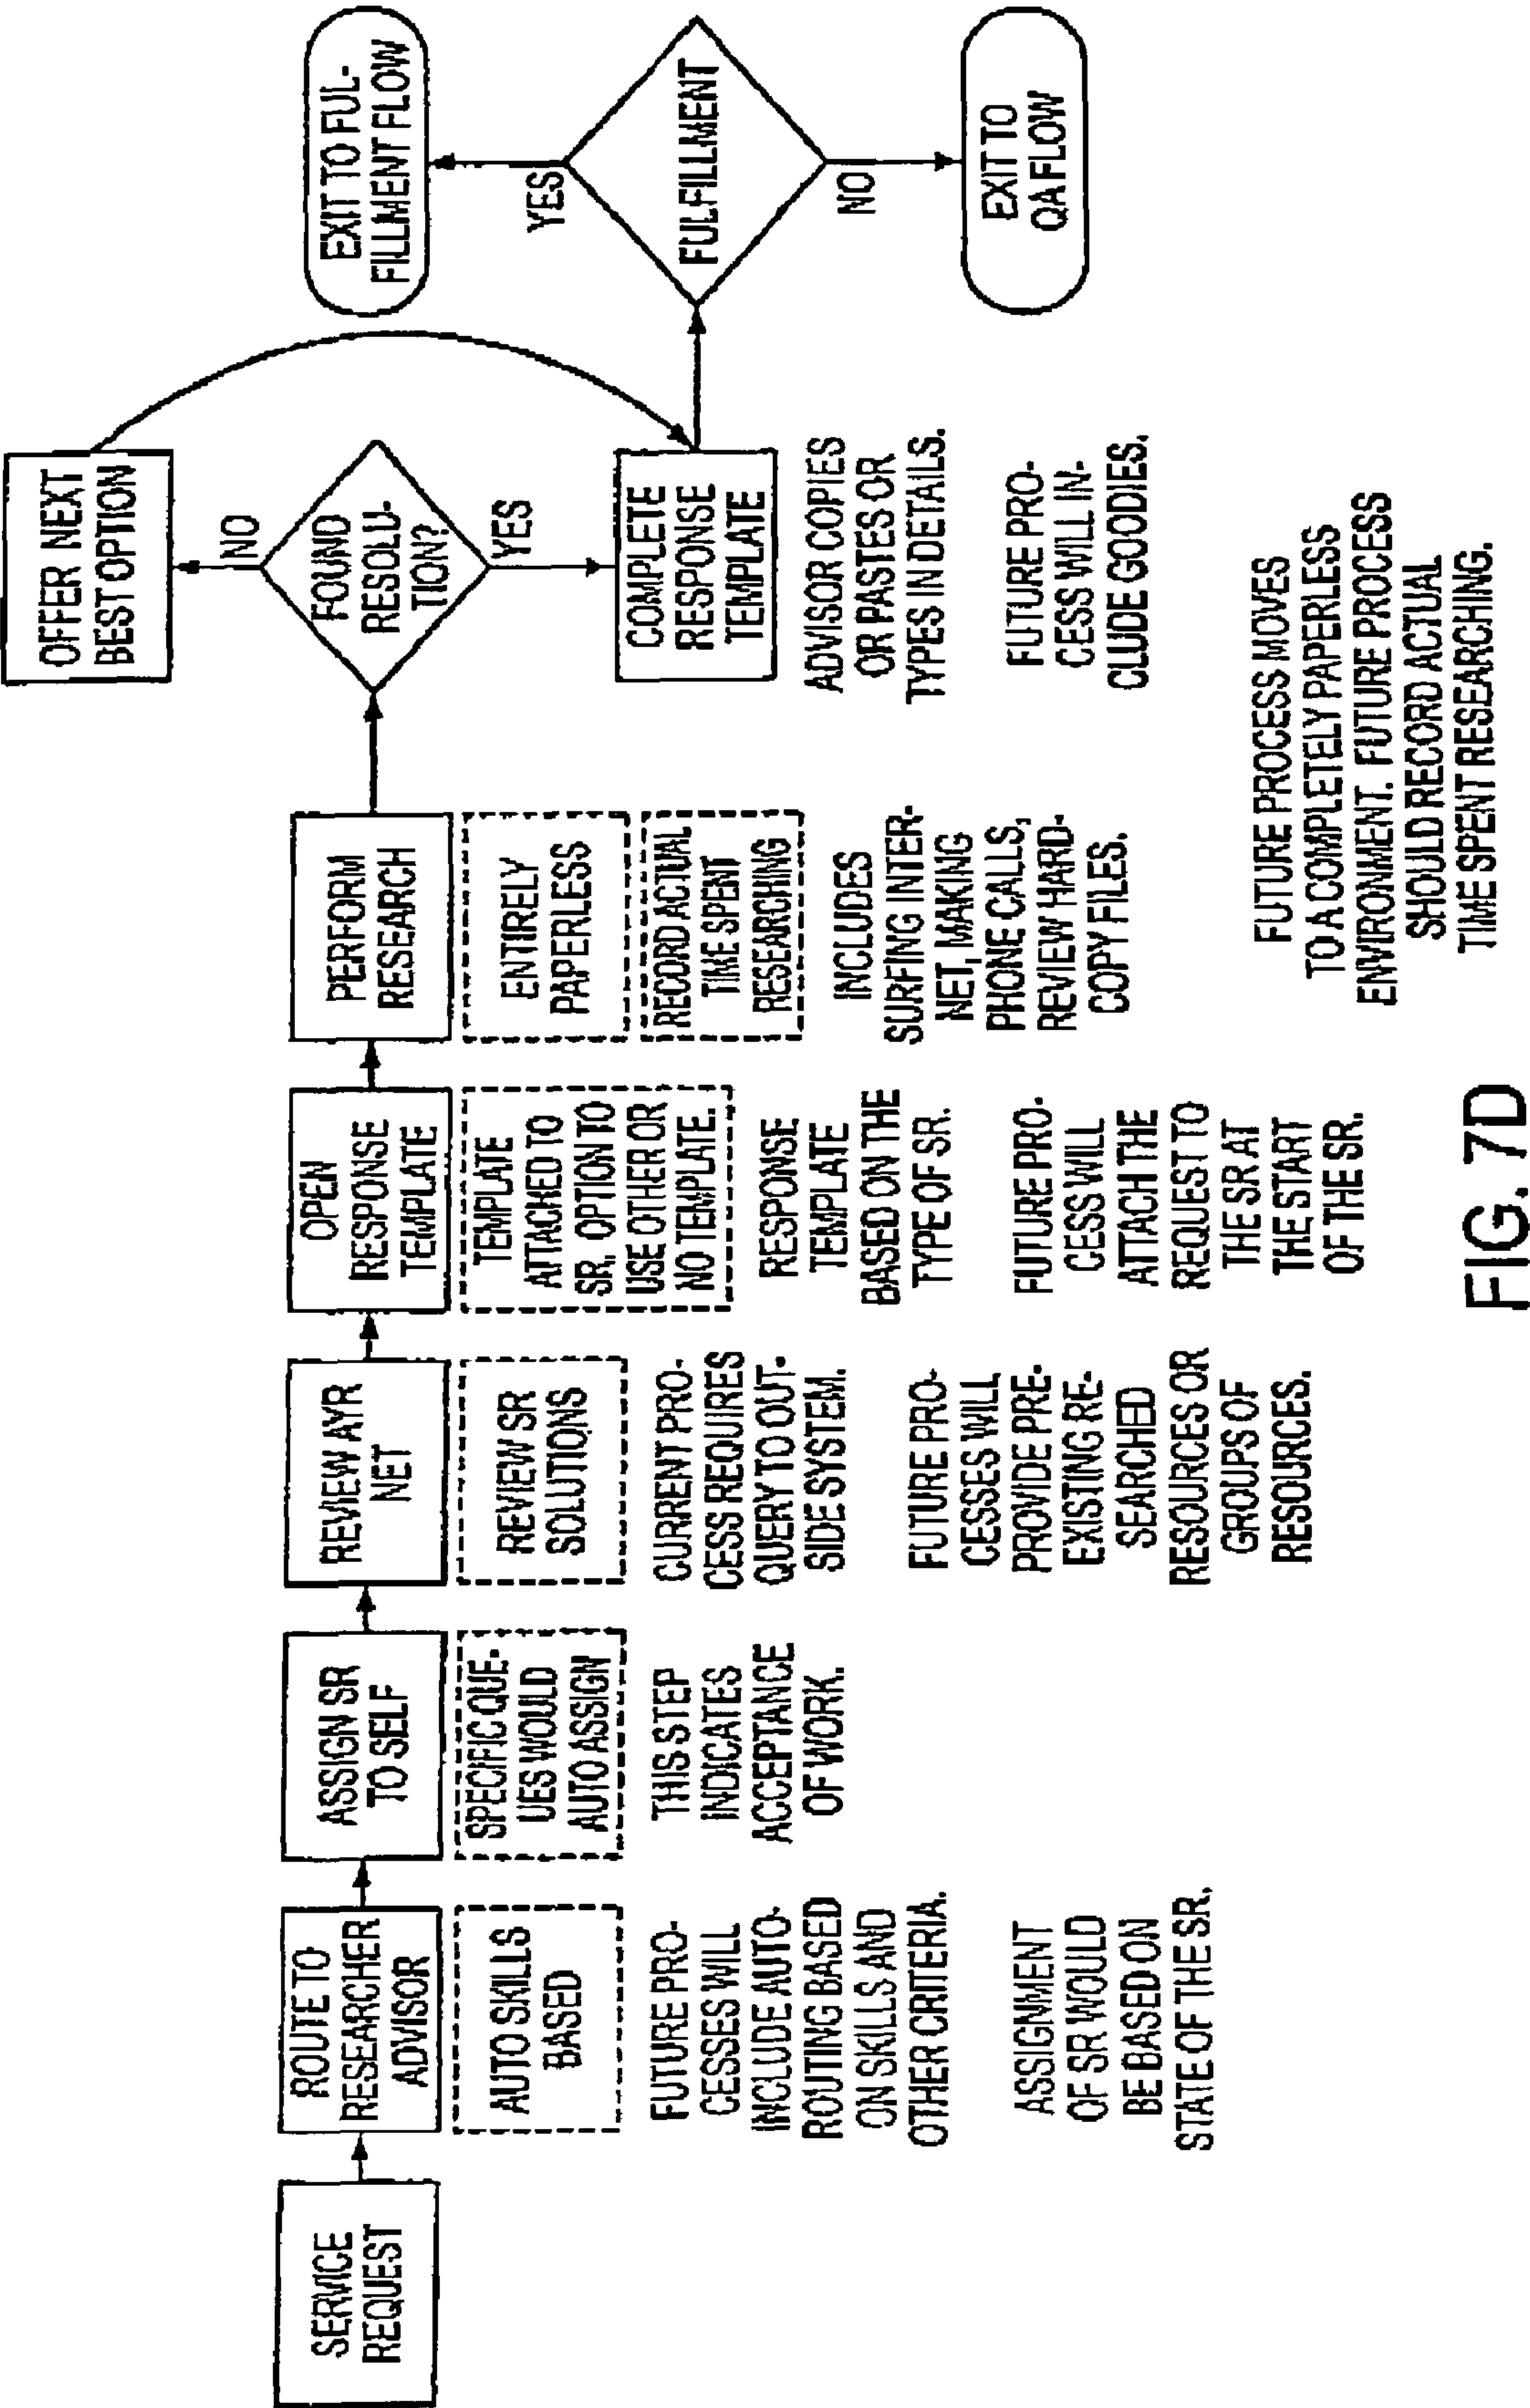 SERVICE
REQUEST
ROUTE TO
RESEARCHER
ADVISOR
AUTO SKILLS
BASED
FUTURE PRO-
CESSES WILL
INCLUDE AUTO-
ROUTING BASED
ON SKILLS AND
OTHER CRITERIA.
ASSIGNMENT
OF SR WOULD
BE BASED ON
STATE OF THE SR.
ASSIGN SR
TO SELF
SPECIFIC QUE-
UES WOULD
AUTO ASSIGN
THIS STEP
INDICATES
ACCEPTANCE
OF WORK.
REVIEW AYR
NET
REVIEW SR
SOLUTIONS
CURRENT PRO-
CESS REQUIRES
QUERY TO OUT-
SIDE SYSTEM.
FUTURE PRO-
CESSES WILL
PROVIDE PRE-
EXISTING RE-
SEARCHED
RESOURCES OR
GROUPS OF
RESOURCES.
OPEN
RESPONSE
TEMPLATE
TEMPLATE
ATTACHED TO
SR. OPTION TO
USE OTHER OR
NO TEMPLATE.
RESPONSE
TEMPLATE
BASED ON THE
TYPE OF SR.
FUTURE PRO-
CESS WILL
ATTACH THE
REQUEST TO
THE SR AT
THE START
OF THE SR.
PERFORM
RESEARCH
ENTIRELY
PAPERLESS
RECORD ACTUAL
TIME SPENT
RESEARCHING
INCLUDES
SURFING INTER-
NET, MAKING
PHONE CALLS,
REVIEW HARD-
COPY FILES.
FUTURE PROCESS MOVES
TO A COMPLETELY PAPERLESS
ENVIRONMENT. FUTURE PROCESS
SHOULD RECORD ACTUAL
TIME SPENT RESEARCHING.
OFFER NEXT
BEST OPTION
NO
FOUND
RESOLU-
TION?
YES
COMPLETE
RESPONSE
TEMPLATE
ADVISOR COPIES
OR PASTES OR
TYPES IN DETAILS.
FUTURE PRO-
CESS WILL IN-
CLUDE GOODIES.
EXIT TO FUL-
FILLMENT FLOW
YES
FULFILLMENT
NO
EXIT TO
QA FLOW
FIG. 7D